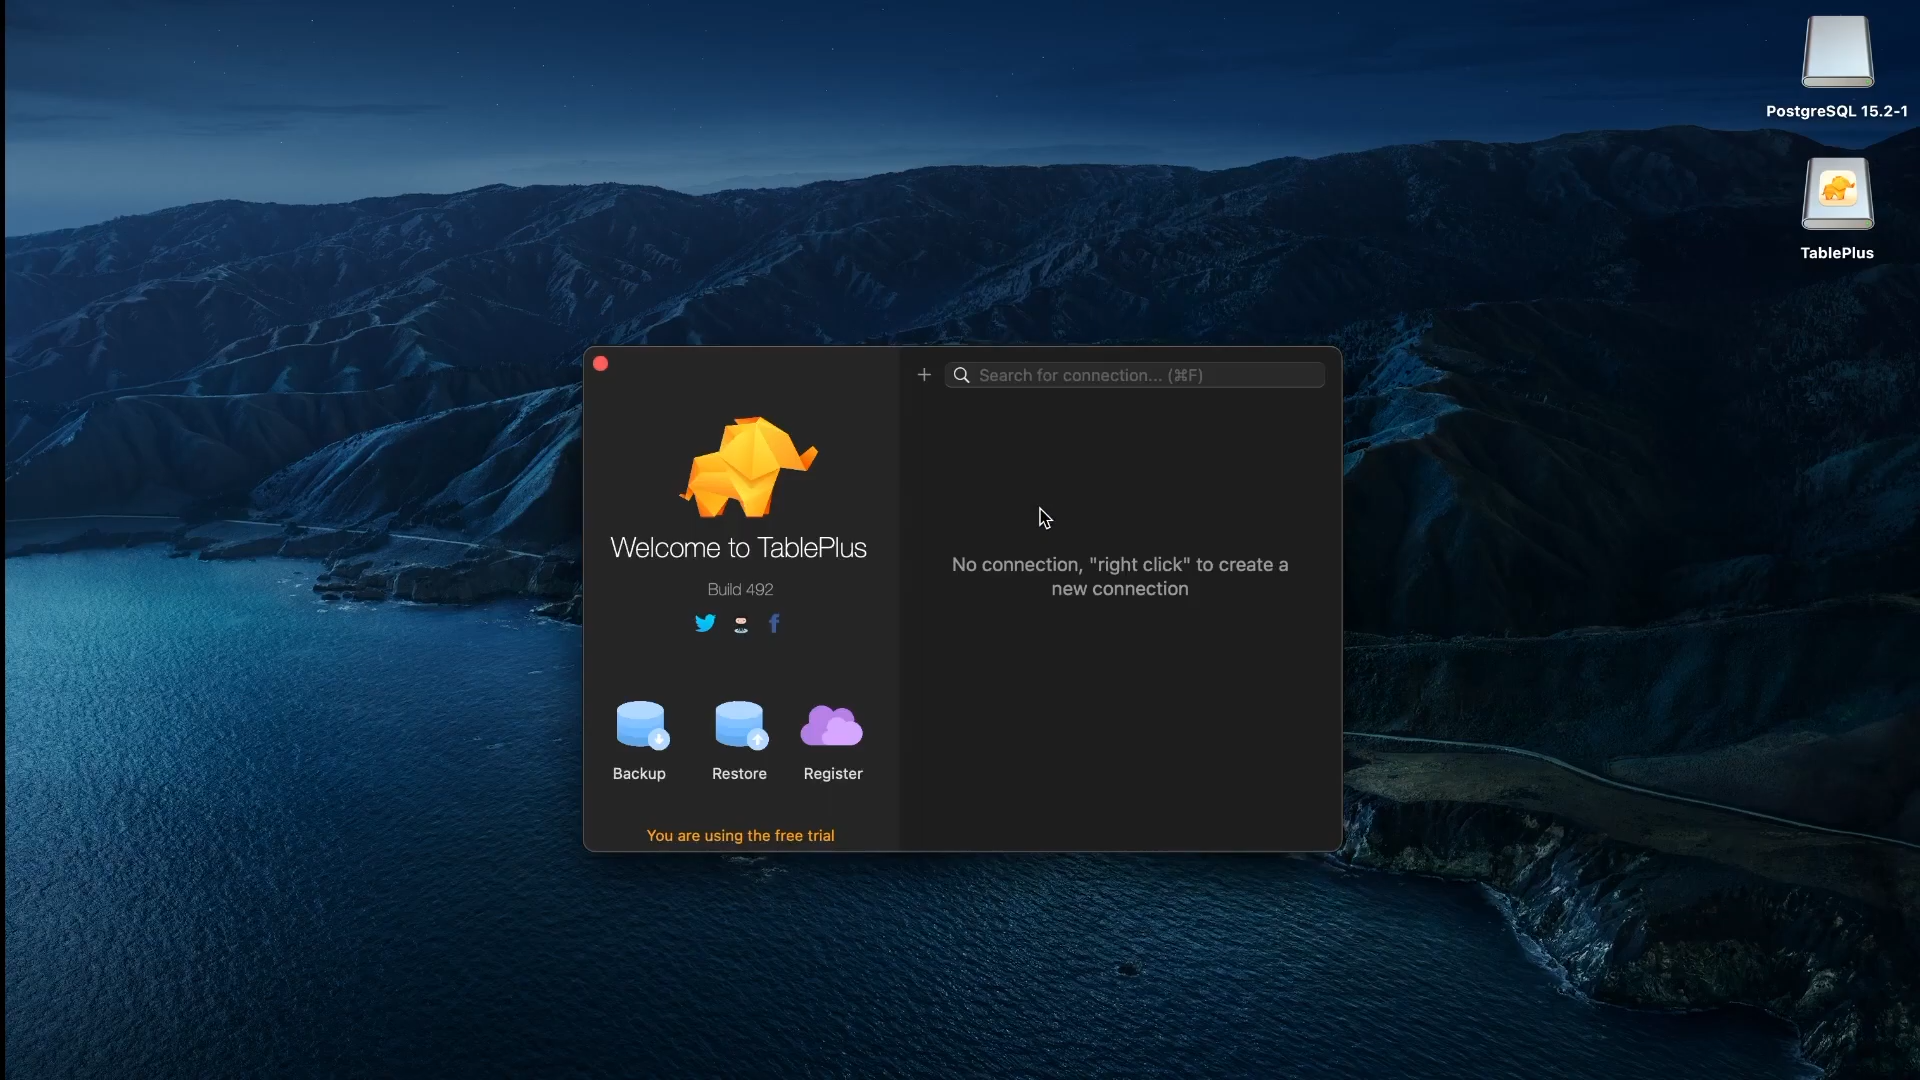 PostgreSQL 15.2-1
TablePlus
Search for connection... (⌘F)
Welcome to TablePlus
Build 492
No connection, "right click" to create a
new connection
Backup
Restore
Register
You are using the free trial